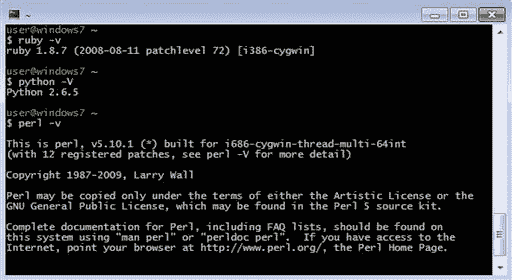 ~
user@windows7 ~
$ ruby -v
ruby 1.8.7 (2008-08-11 patchlevel 72) [i386-cygwin]
user@windows7 ~
$ python -V
Python 2.6.5
user@windows7 ~
$ perl -v
This is perl, v5.10.1 (*) built for i686-cygwin-thread-multi-64int
(with 12 registered patches, see perl -V for more detail)
Copyright 1987-2009, Larry Wall
Perl may be copied only under the terms of either the Artistic License or the
GNU General Public License, which may be found in the Perl 5 source kit.
Complete documentation for Perl, including FAQ lists, should be found on
this system using "man perl" or "perldoc perl".  If you have access to the
Internet, point your browser at http://www.perl.org/, the Perl Home Page.